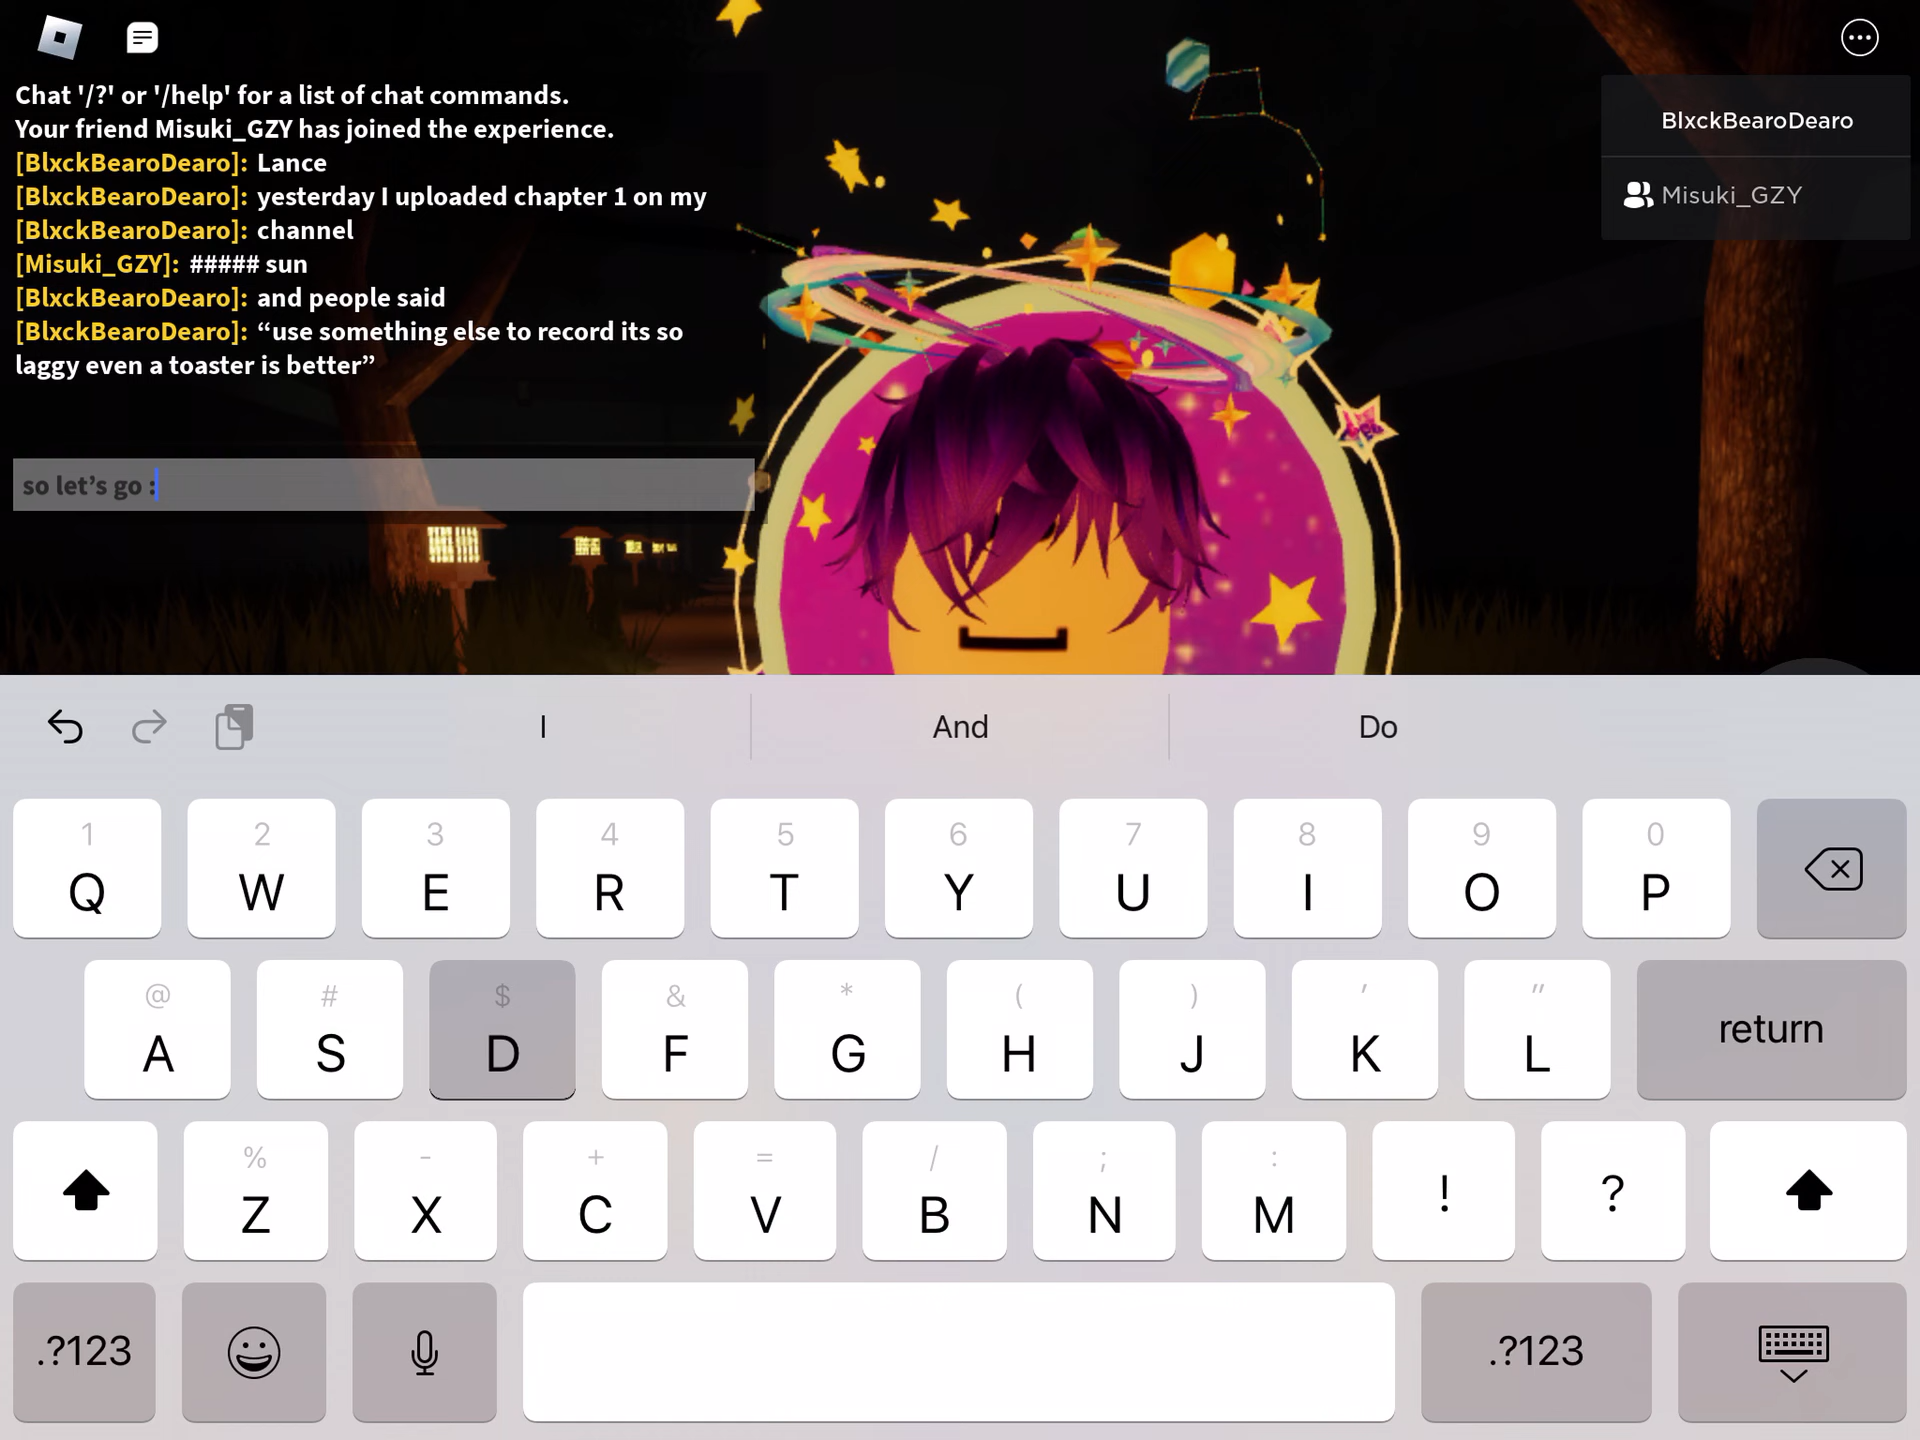 Chat '/?' or '/help' for a list of chat commands.
Your friend Misuki_GZY has joined the experience.
[BlxckBearoDearo]: Lance
[BlxckBearoDearo]: yesterday I uploaded chapter 1 on my
[BlxckBearoDearo]: channel
[Misuki_GZY]: ##### sun
[BlxckBearoDearo]: and people said
[BlxckBearoDearo]: “use something else to record its so
laggy even a toaster is better”
so let’s go :
BlxckBearoDearo
Misuki_GZY
I And Do
1 2 3 4 5 6 7 8 9 0
Q W E R T Y U I O P
@ # $ & * ( ) ' "
A S D F G H J K L return
% - + = / ; :
Z X C V B N M ! ?
.?123 .?123